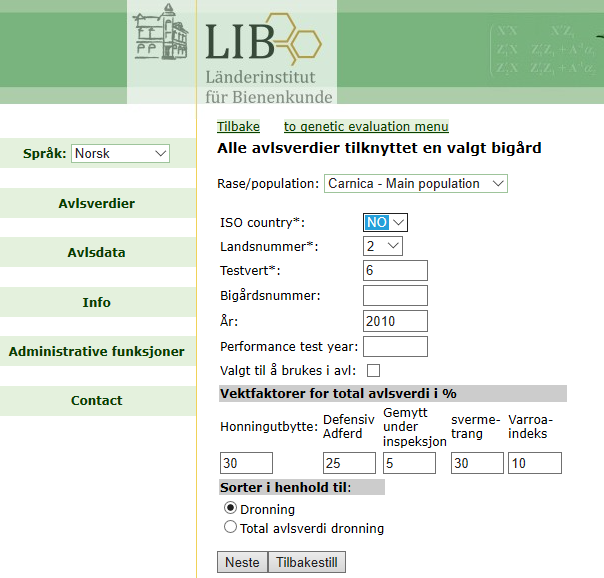 LIB
Länderinstitut
für Bienenkunde
Tilbake to genetic evaluation menu
Alle avlsverdier tilknyttet en valgt bigård
Språk: Norsk
Avlsverdier
Avlsdata
Info
Administrative funksjoner
Contact
Rase/population: Carnica - Main population
ISO country*: NO
Landsnummer*: 2
Testvert*: 6
Bigårdsnummer:
År: 2010
Performance test year:
Valgt til å brukes i avl:
Vektfaktorer for total avlsverdi i %
Honningutbytte: Defensiv Adferd Gemytt under inspeksjon sverme-trang Varroa-indeks
30 25 5 30 10
Sorter i henhold til:
Dronning
Total avlsverdi dronning
Neste Tilbakestill